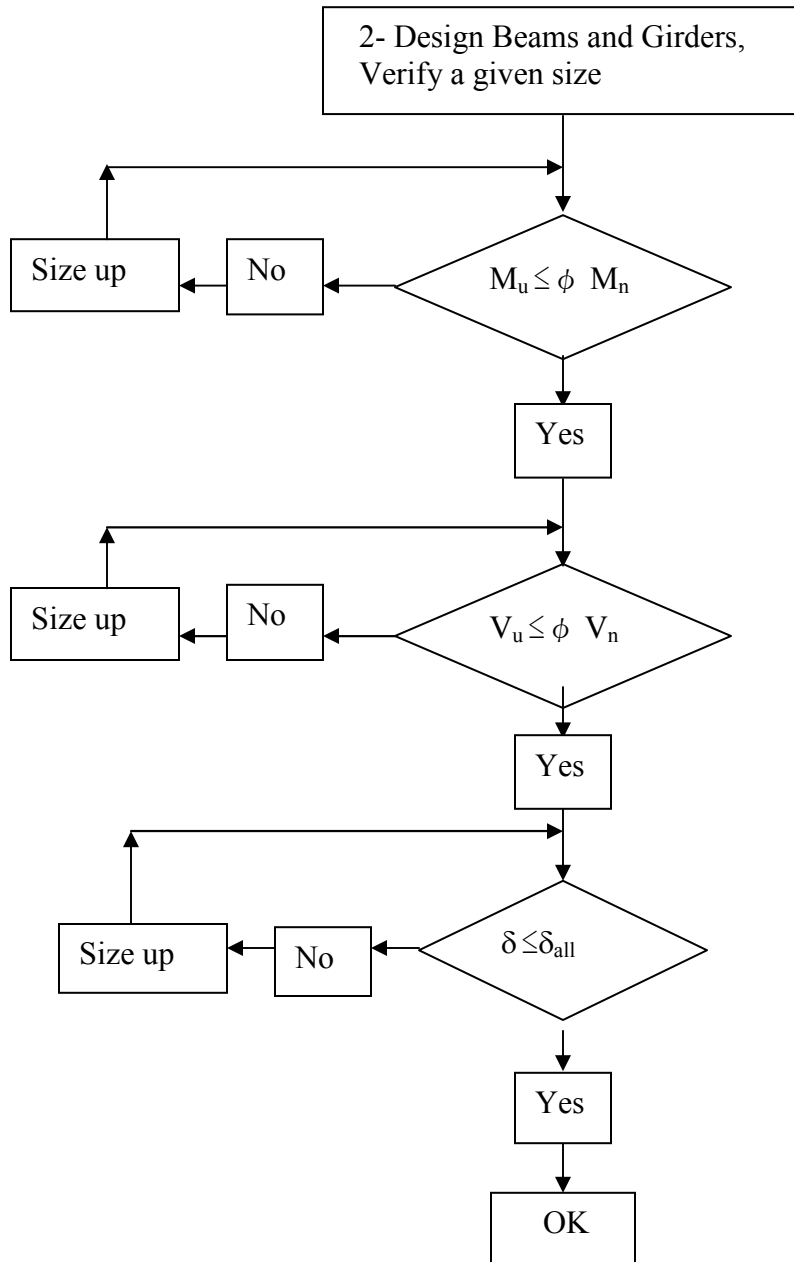 2- Design Beams and Girders,
Verify a given size
Size up
No
Mu ≤ ϕ Mn
Yes
Size up
No
Vu ≤ ϕ Vn
Yes
Size up
No
δ ≤δall
Yes
OK